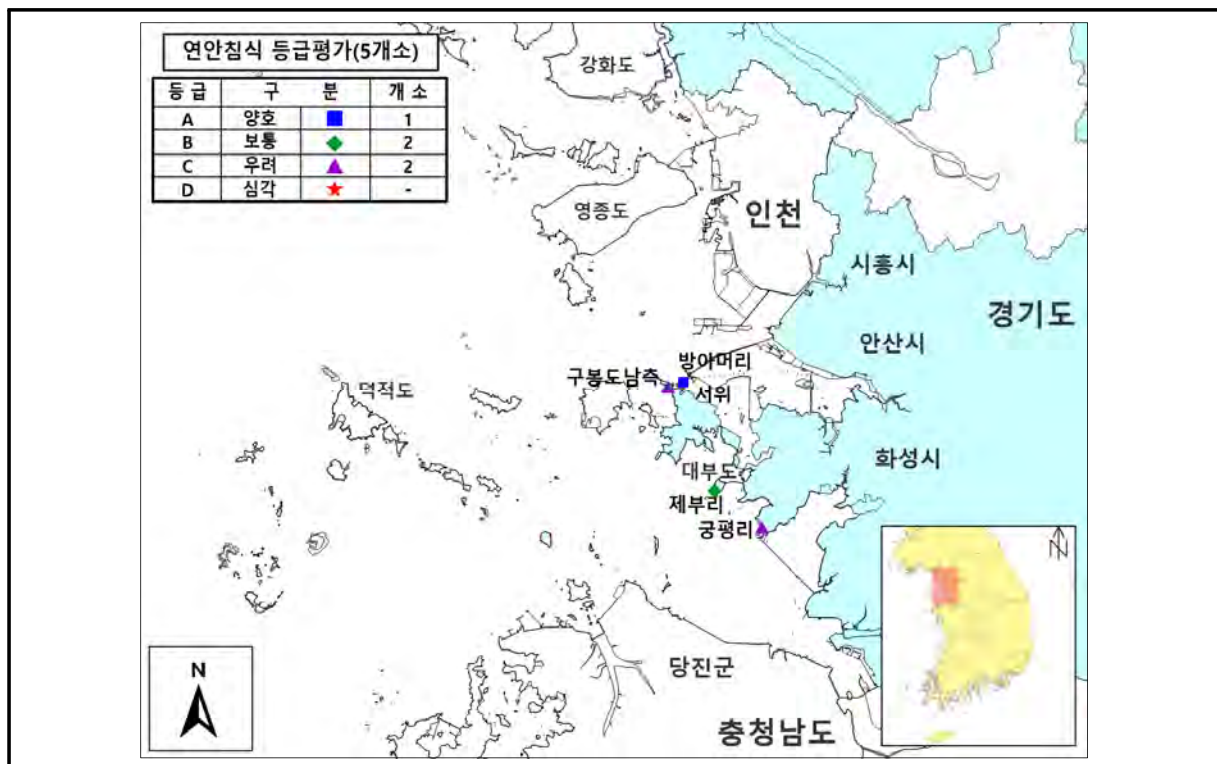 연안침식 등급평가(5개소)
등 급 구 분 개 소
A 양호 1
B 보통 2
C 우려 2
D 심각 -
강화도
영종도
인천
시흥시
경기도
안산시
방아머리
구봉도남측
서위
덕적도
화성시
대부도
제부리
궁평리
N
N
당진군
충청남도